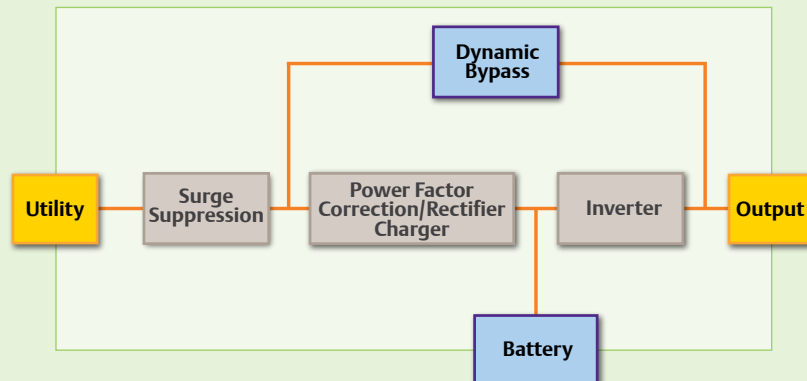 Dynamic
Bypass
Utility
Surge
Suppression
Power Factor
Correction/Rectifier
Charger
Inverter
Output
Battery